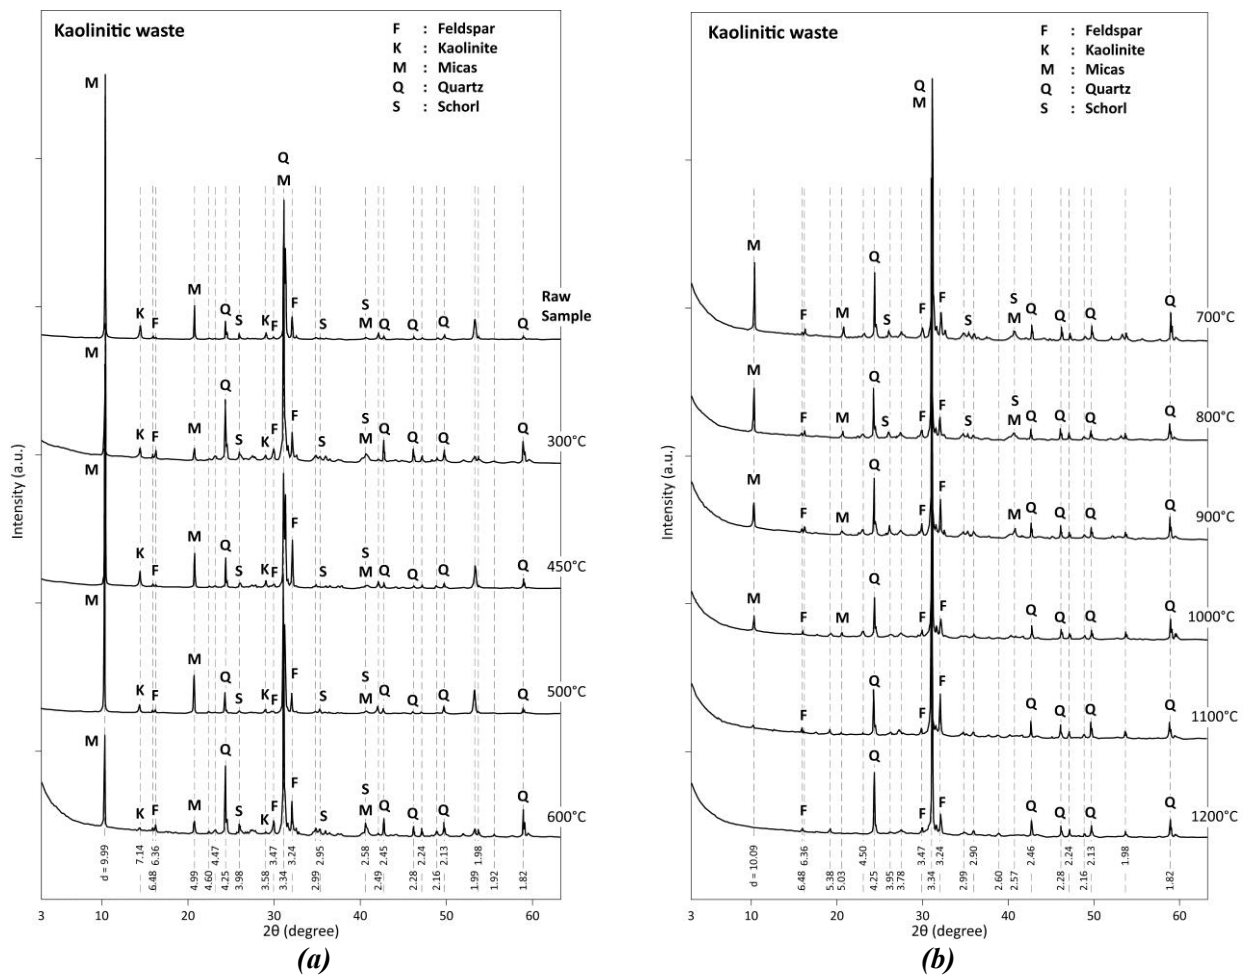 Kaolinitic waste
F : Feldspar
K : Kaolinite
M : Micas
Q : Quartz
S : Schorl
M
Q
M
K F M Q S K F F S S M Q Q Q Q
Raw
Sample
M
K F M Q S K F F S S M Q Q Q Q
300°C
M
K F M Q S K F F S S M Q Q Q Q
450°C
M
K F M Q S K F F S S M Q Q Q Q
500°C
M
K F M Q S K F F S S M Q Q Q Q
600°C
d = 9.99 7.14 6.48 6.36 4.99 4.60 4.47 4.25 3.98 3.58 3.47 3.34 3.24 2.99 2.95 2.58 2.49 2.45 2.28 2.24 2.16 2.13 1.99 1.98 1.92 1.82
3 10 20 30 40 50 60
2θ (degree)
Intensity (a.u.)
(a)
Kaolinitic waste
F : Feldspar
K : Kaolinite
M : Micas
Q : Quartz
S : Schorl
Q
M
M F M Q S F F S S M Q Q Q Q
700°C
M F M Q S F F S S M Q Q Q Q
800°C
M F M Q F F M Q Q Q Q
900°C
M F M Q F F Q Q Q Q
1000°C
F Q F F Q Q Q Q
1100°C
F Q F F Q Q Q Q
1200°C
d = 10.09 6.48 6.36 5.38 5.03 4.50 4.25 3.95 3.78 3.47 3.34 3.24 2.99 2.90 2.60 2.57 2.46 2.28 2.24 2.16 2.13 1.98 1.82
3 10 20 30 40 50 60
2θ (degree)
Intensity (a.u.)
(b)